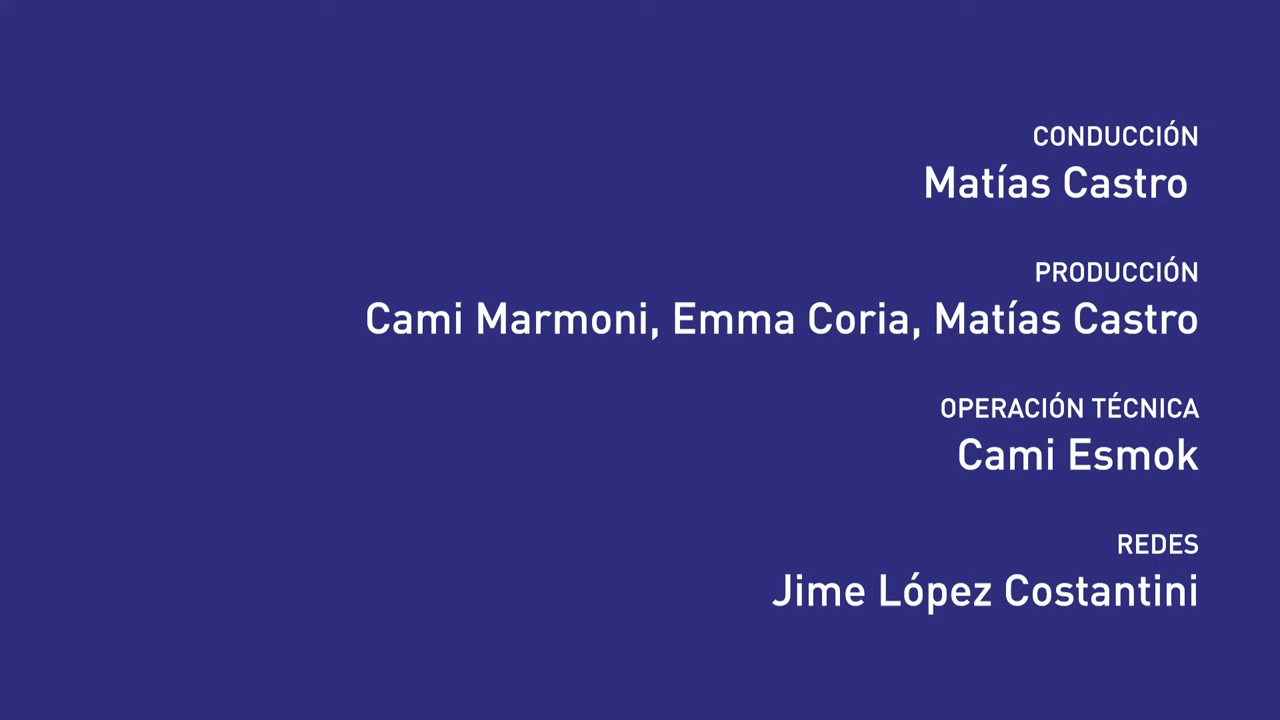 CONDUCCIÓN
Matías Castro
PRODUCCIÓN
Cami Marmoni, Emma Coria, Matías Castro
OPERACIÓN TÉCNICA
Cami Esmok
REDES
Jime López Costantini